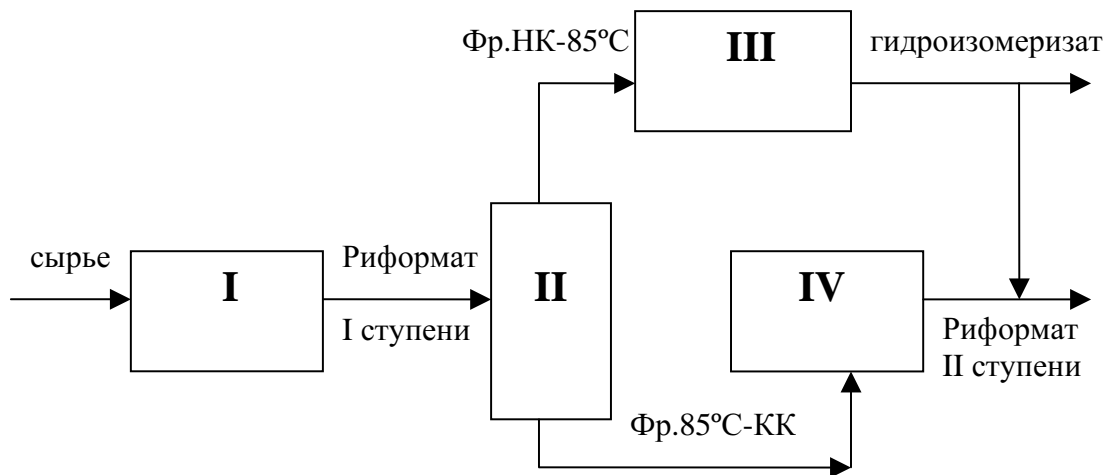 Фр.НК-85ºС
III
гидроизомеризат
сырье
I
Риформат
I ступени
II
IV
Риформат
II ступени
Фр.85ºС-КК